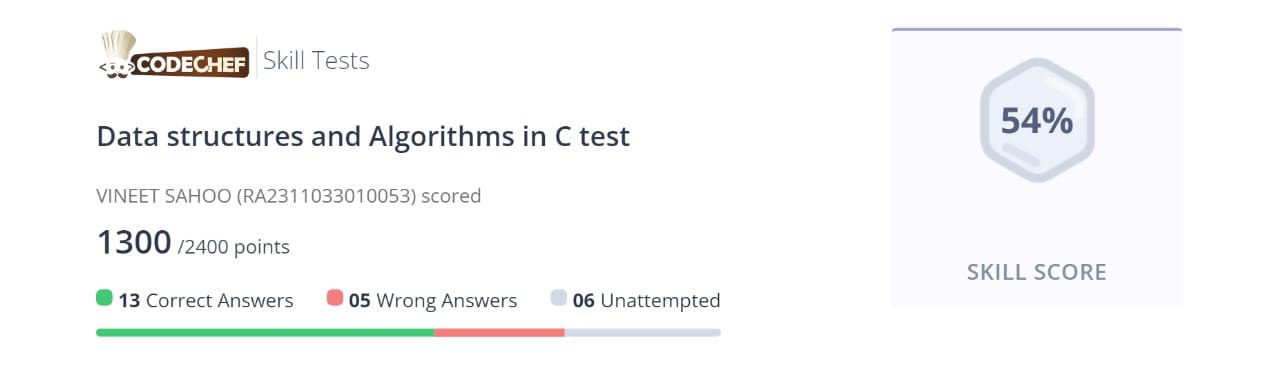 CODECHEF Skill Tests
Data structures and Algorithms in C test
VINEET SAHOO (RA2311033010053) scored
1300 /2400 points
13 Correct Answers 05 Wrong Answers 06 Unattempted
54%
SKILL SCORE